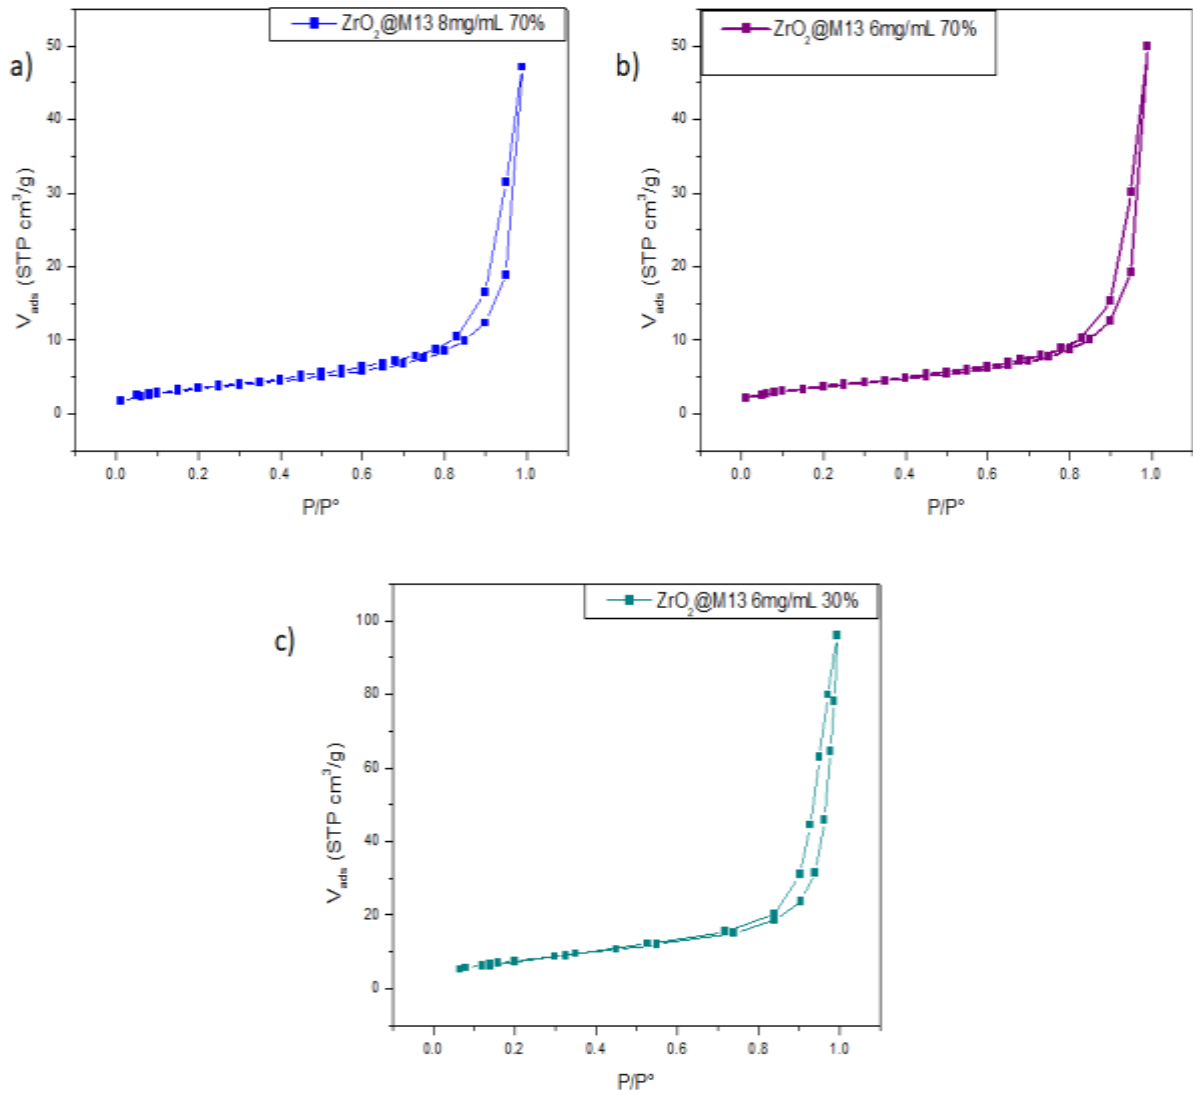 a)
ZrO₂@M13 8mg/mL 70%
V_ads (STP cm³/g)
50
40
30
20
10
0
0.0 0.2 0.4 0.6 0.8 1.0
P/P°
b)
ZrO₂@M13 6mg/mL 70%
V_ads (STP cm³/g)
50
40
30
20
10
0
0.0 0.2 0.4 0.6 0.8 1.0
P/P°
c)
ZrO₂@M13 6mg/mL 30%
V_ads (STP cm³/g)
100
80
60
40
20
0
0.0 0.2 0.4 0.6 0.8 1.0
P/P°